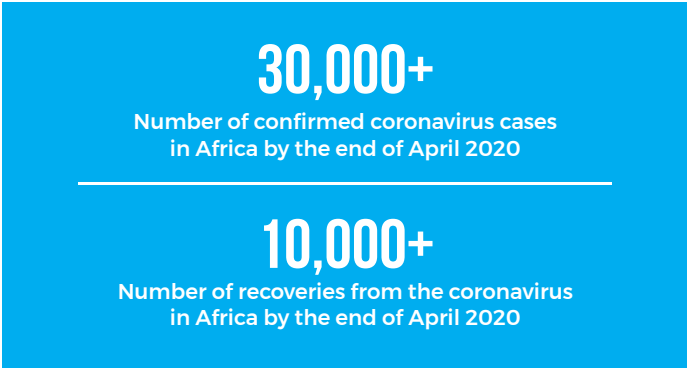 30,000+
Number of confirmed coronavirus cases
in Africa by the end of April 2020
10,000+
Number of recoveries from the coronavirus
in Africa by the end of April 2020